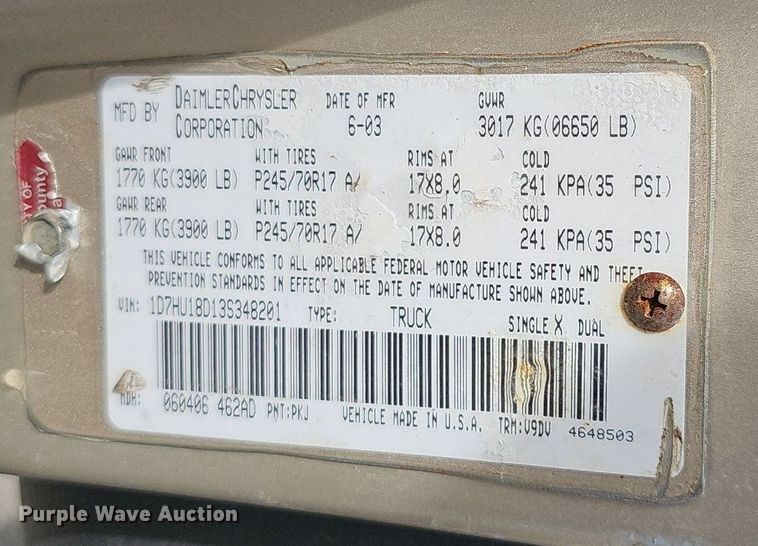 MFD BY DAIMLERCHRYSLER CORPORATION DATE OF MFR 6-03 GVWR 3017 KG(06650 LB)
GAWR FRONT WITH TIRES RIMS AT COLD
1770 KG(3900 LB) P245/70R17 A/ 17X8.0 241 KPA(35 PSI)
GAWR REAR WITH TIRES RIMS AT COLD
1770 KG(3900 LB) P245/70R17 A/ 17X8.0 241 KPA(35 PSI)
THIS VEHICLE CONFORMS TO ALL APPLICABLE FEDERAL MOTOR VEHICLE SAFETY AND THEFT
PREVENTION STANDARDS IN EFFECT ON THE DATE OF MANUFACTURE SHOWN ABOVE.
VIN: 1D7HU18D13S348201 TYPE: TRUCK SINGLE X DUAL
MDH: 060406 462AD PNT:PKJ VEHICLE MADE IN U.S.A. TRM:V9DV 4648503
Purple Wave Auction